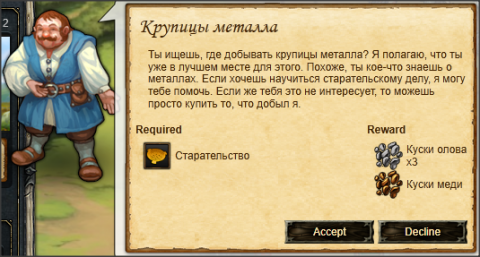 2
Крупицы металла
Ты ищешь, где добывать крупицы металла? Я полагаю, что ты
уже в лучшем месте для этого. Похоже, ты кое-что знаешь о
металлах. Если хочешь научиться старательскому делу, я могу
тебе помочь. Если же тебя это не интересует, то можешь
просто купить то, что добыл я.
Required
Reward
Старательство
Куски олова
x3
Куски меди
Accept
Decline